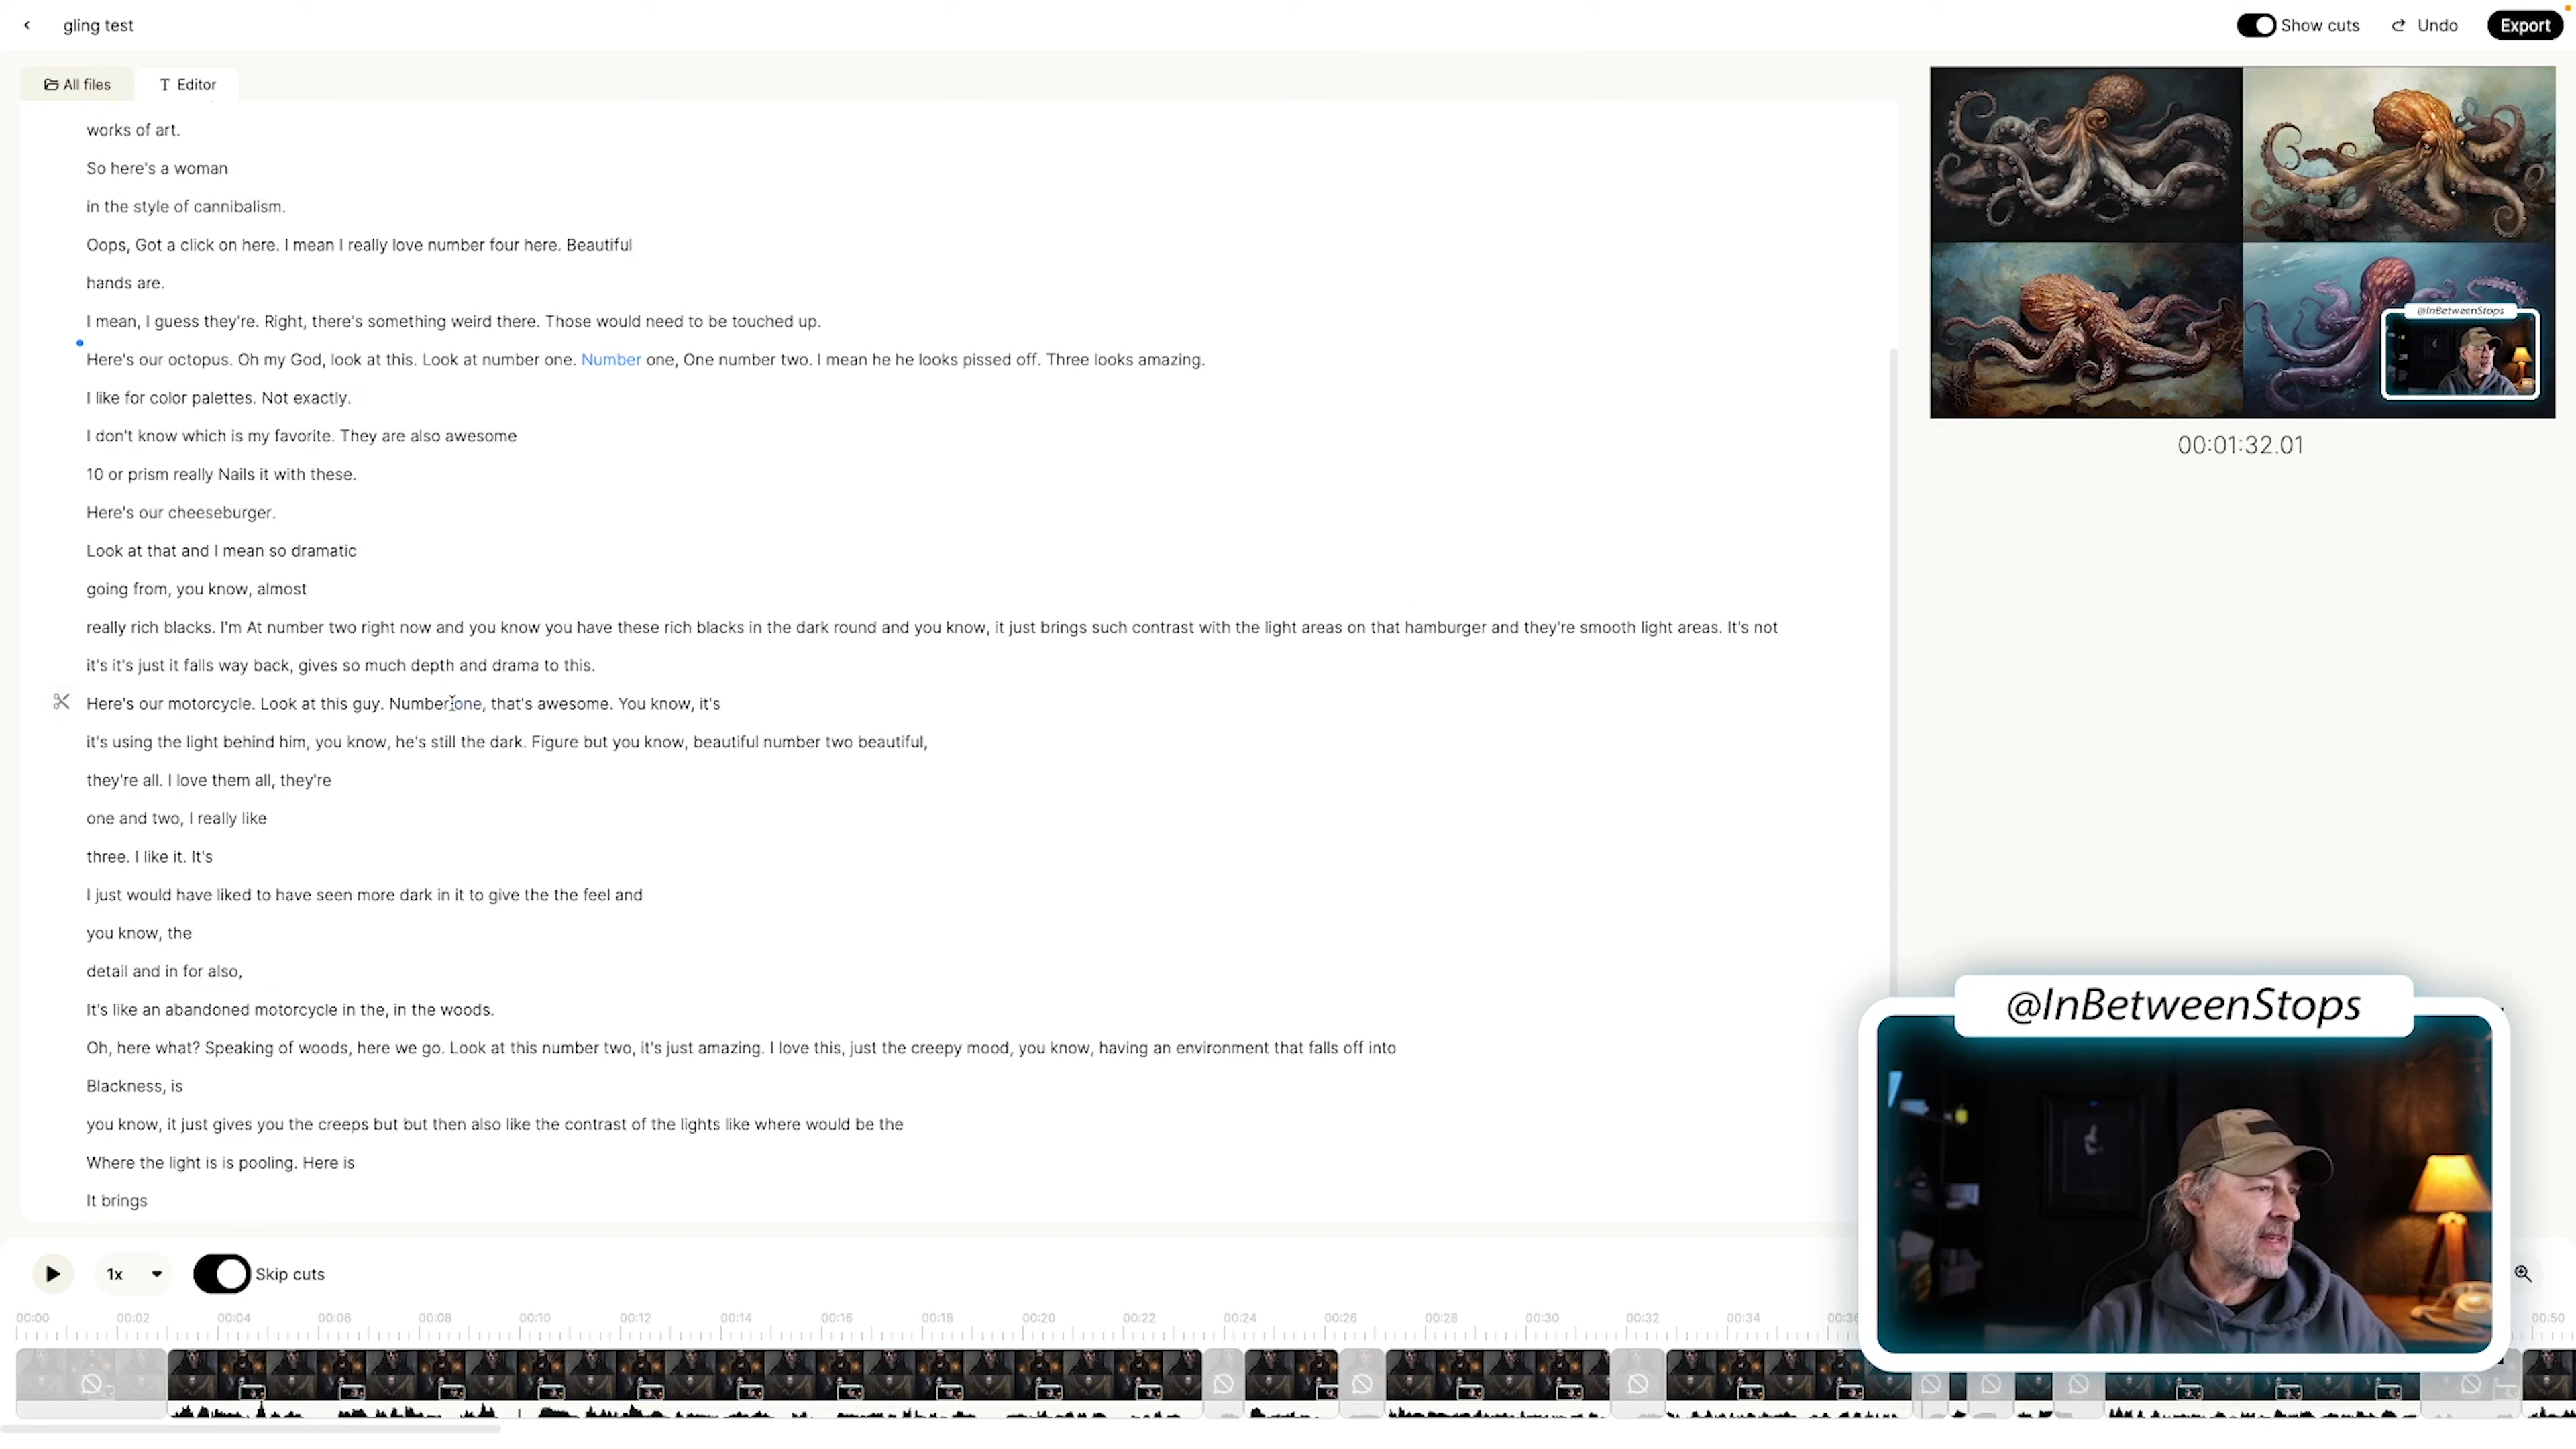 gling test
Show cuts
Undo
Export
All files
Editor
works of art.
So here's a woman
in the style of cannibalism.
Oops, Got a click on here. I mean I really love number four here. Beautiful
hands are.
I mean, I guess they're. Right, there's something weird there. Those would need to be touched up.
Here's our octopus. Oh my God, look at this. Look at number one. Number one, One number two. I mean he he looks pissed off. Three looks amazing.
I like for color palettes. Not exactly.
I don't know which is my favorite. They are also awesome
10 or prism really Nails it with these.
Here's our cheeseburger.
Look at that and I mean so dramatic
going from, you know, almost
really rich blacks. I'm At number two right now and you know you have these rich blacks in the dark round and you know, it just brings such contrast with the light areas on that hamburger and they're smooth light areas. It's not
it's it's just it falls way back, gives so much depth and drama to this.
Here's our motorcycle. Look at this guy. Number one, that's awesome. You know, it's
it's using the light behind him, you know, he's still the dark. Figure but you know, beautiful number two beautiful,
they're all. I love them all, they're
one and two, I really like
three. I like it. It's
I just would have liked to have seen more dark in it to give the the feel and
you know, the
detail and in for also,
It's like an abandoned motorcycle in the, in the woods.
Oh, here what? Speaking of woods, here we go. Look at this number two, it's just amazing. I love this, just the creepy mood, you know, having an environment that falls off into
Blackness, is
you know, it just gives you the creeps but but then also like the contrast of the lights like where would be the
Where the light is is pooling. Here is
It brings
@InBetweenStops
00:01:32.01
@InBetweenStops
1x
Skip cuts
00:00 00:02 00:04 00:06 00:08 00:10 00:12 00:14 00:16 00:18 00:20 00:22 00:24 00:26 00:28 00:30 00:32 00:34 00:36 00:50